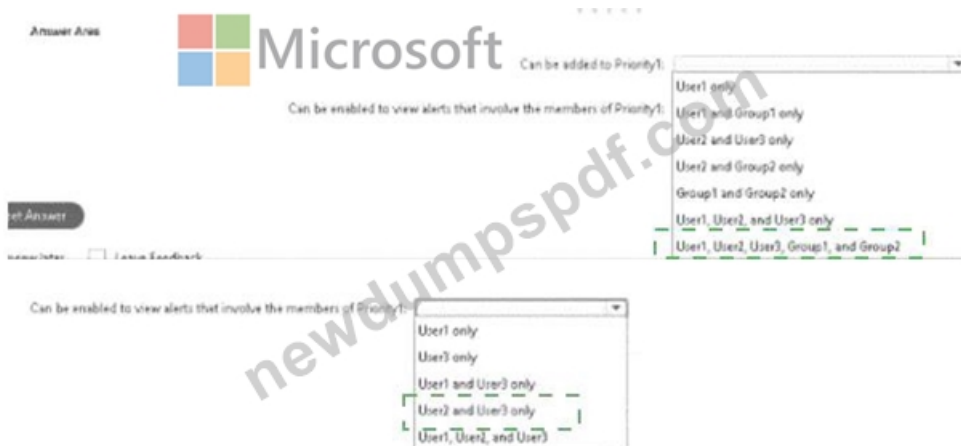 Answer Area
Microsoft
Can be added to Priority1:
User1 only
Can be enabled to view alerts that involve the members of Priority1:
User1 and Group1 only
User2 and User3 only
User2 and Group2 only
Group1 and Group2 only
User1, User2, and User3 only
User1, User2, User3, Group1, and Group2
et Answer
Leave Feedback
newdumpspdf.com
Can be enabled to view alerts that involve the members of Priority1:
User1 only
User3 only
User1 and User3 only
User2 and User3 only
User1, User2, and User3